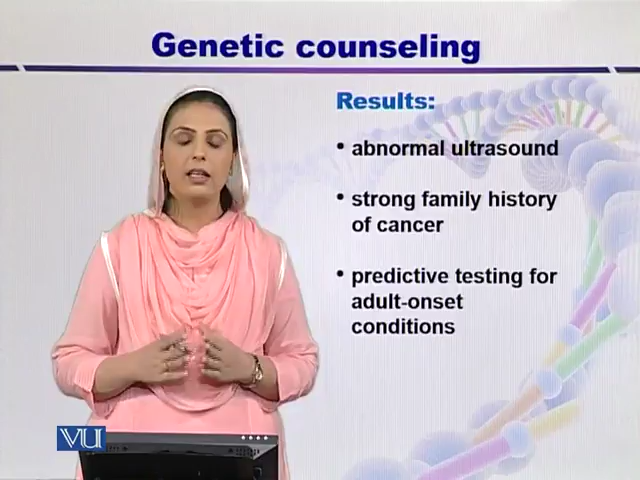 Genetic counseling
Results:
• abnormal ultrasound
• strong family history
of cancer
• predictive testing for
adult-onset
conditions
VU